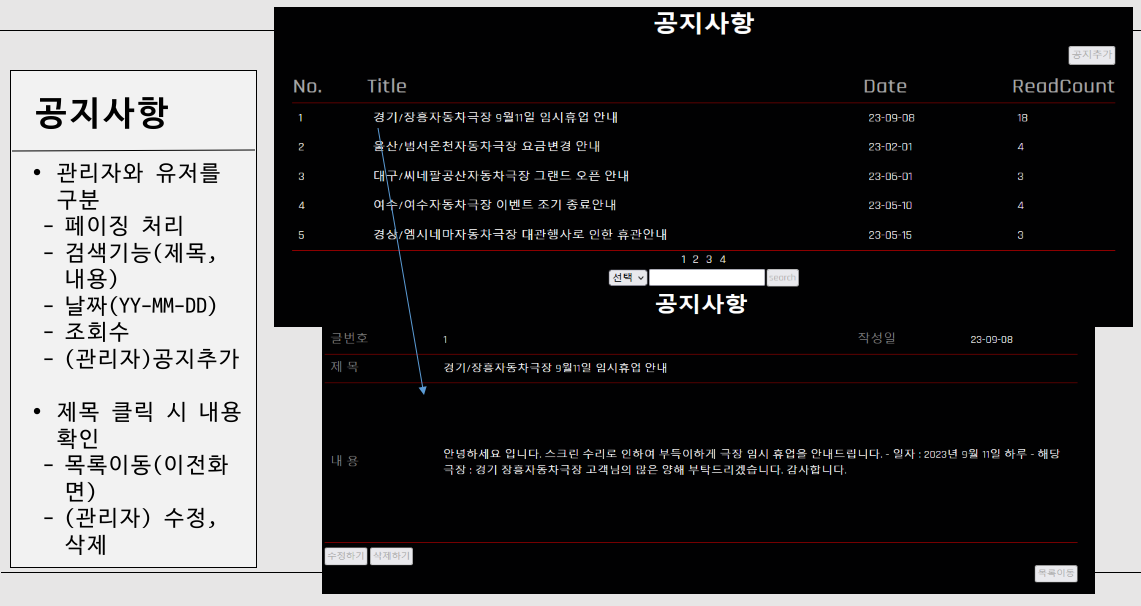 공지사항
• 관리자와 유저를
구분
- 페이징 처리
- 검색기능(제목,
내용)
- 날짜(YY-MM-DD)
- 조회수
- (관리자)공지추가
• 제목 클릭 시 내용
확인
- 목록이동(이전화
면)
- (관리자) 수정,
삭제
공지사항
공지추가
No. Title Date ReadCount
1 경기/장흥자동차극장 9월11일 임시휴업 안내 23-09-08 18
2 울산/범서온천자동차극장 요금변경 안내 23-02-01 4
3 대구/씨네팔공산자동차극장 그랜드 오픈 안내 23-06-01 3
4 여수/여수자동차극장 이벤트 조기 종료안내 23-05-10 4
5 경상/엠시네마자동차극장 대관행사로 인한 휴관안내 23-05-15 3
1 2 3 4
선택 search
공지사항
글번호 1 작성일 23-09-08
제 목 경기/장흥자동차극장 9월11일 임시휴업 안내
내 용 안녕하세요 입니다. 스크린 수리로 인하여 부득이하게 극장 임시 휴업을 안내드립니다. - 일자 : 2023년 9월 11일 하루 - 해당
극장 : 경기 장흥자동차극장 고객님의 많은 양해 부탁드리겠습니다. 감사합니다.
수정하기 삭제하기
목록이동